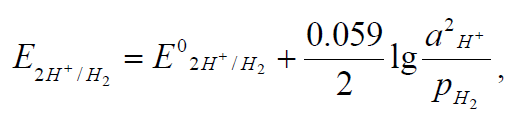 E_{2H^+/H_2} = E^0_{2H^+/H_2} + \frac{0.059}{2} \lg \frac{a^2_{H^+}}{p_{H_2}},